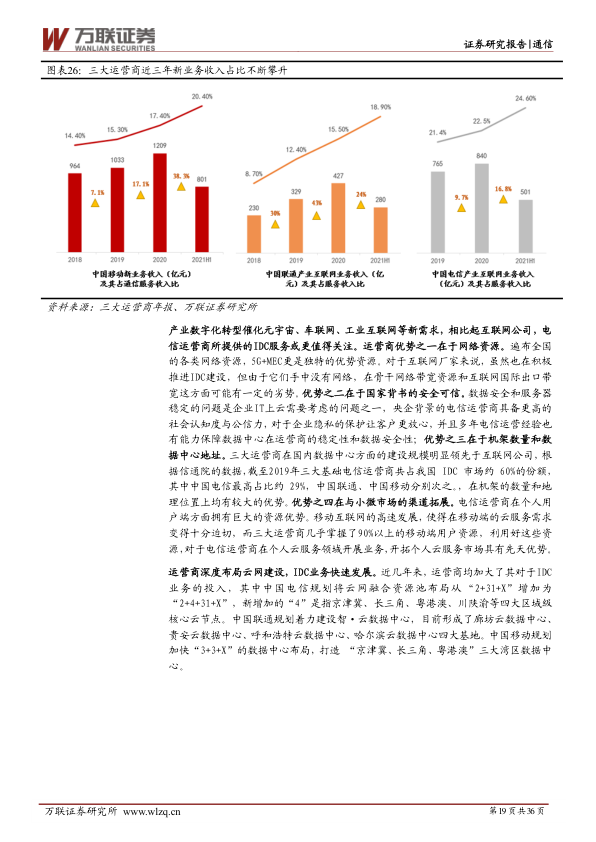 万联证券
WANLIAN SECURITIES
证券研究报告|通信
图表26：三大运营商近三年新业务收入占比不断攀升
14.40%
15.30%
17.40%
20.40%
964
1033
1209
801
7.1%
17.1%
38.3%
2018
2019
2020
2021H1
中国移动新业务收入（亿元）
及其占通信服务收入比
8.70%
12.40%
15.50%
18.90%
230
329
427
280
30%
43%
24%
2018
2019
2020
2021H1
中国联通产业互联网业务收入（亿
元）及其占服务收入比
21.4%
22.5%
24.60%
765
840
501
9.7%
16.8%
2019
2020
2021H1
中国电信产业互联网业务收入
（亿元）及其占服务收入比
资料来源：三大运营商年报、万联证券研究所
产业数字化转型催化元宇宙、车联网、工业互联网等新需求，相比起互联网公司，电
信运营商所提供的IDC服务或更值得关注。运营商优势之一在于网络资源。遍布全国
的各类网络资源，5G+MEC更是独特的优势资源。对于互联网厂家来说，虽然也在积极
推进IDC建设，但由于它们手中没有网络，在骨干网络带宽资源和互联网国际出口带
宽这方面可能有一定的劣势。优势之二在于国家背书的安全可信。数据安全和服务器
稳定的问题是企业IT上云需要考虑的问题之一，央企背景的电信运营商具备更高的
社会认知度与公信力，对于企业隐私的保护让客户更放心，并且多年电信运营经验也
有能力保障数据中心在运营商的稳定性和数据安全性；优势之三在于机架数量和数
据中心地址。三大运营商在国内数据中心方面的建设规模明显领先于互联网公司，根
据信通院的数据，截至2019年三大基础电信运营商共占我国 IDC 市场约 60%的份额，
其中中国电信最高占比约 29%，中国联通、中国移动分别次之。，在机架的数量和地
理位置上均有较大的优势。优势之四在与小微市场的渠道拓展。电信运营商在个人用
户端方面拥有巨大的资源优势。移动互联网的高速发展，使得在移动端的云服务需求
变得十分迫切，而三大运营商几乎掌握了90%以上的移动端用户资源，利用好这些资
源，对于电信运营商在个人云服务领域开展业务，开拓个人云服务市场具有先天优势。
运营商深度布局云网建设，IDC业务快速发展。近几年来，运营商均加大了其对于IDC
业务的投入，其中中国电信规划将云网融合资源池布局从“2+31+X”增加为
“2+4+31+X”，新增加的“4”是指京津冀、长三角、粤港澳、川陕渝等四大区域级
核心云节点。中国联通规划着力建设智·云数据中心，目前形成了廊坊云数据中心、
贵安云数据中心、呼和浩特云数据中心、哈尔滨云数据中心四大基地。中国移动规划
加快“3+3+X”的数据中心布局，打造 “京津冀、长三角、粤港澳”三大湾区数据中
心。
万联证券研究所 www.wlzq.cn
第19页共36页